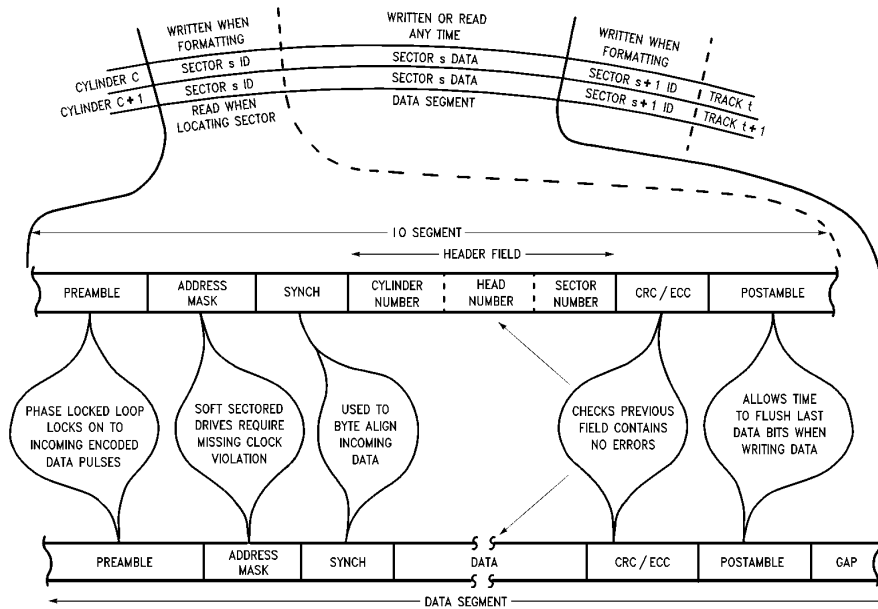 WRITTEN WHEN
FORMATTING
WRITTEN OR READ
ANY TIME
WRITTEN WHEN
FORMATTING
CYLINDER C
SECTOR s ID
SECTOR s DATA
SECTOR s+1 ID
TRACK t
CYLINDER C+1
SECTOR s ID
SECTOR s DATA
SECTOR s+1 ID
TRACK t+1
READ WHEN
LOCATING SECTOR
DATA SEGMENT
IO SEGMENT
HEADER FIELD
PREAMBLE
ADDRESS
MASK
SYNCH
CYLINDER
NUMBER
HEAD
NUMBER
SECTOR
NUMBER
CRC/ECC
POSTAMBLE
PHASE LOCKED LOOP
LOCKS ON TO
INCOMING ENCODED
DATA PULSES
SOFT SECTORED
DRIVES REQUIRE
MISSING CLOCK
VIOLATION
USED TO
BYTE ALIGN
INCOMING
DATA
CHECKS PREVIOUS
FIELD CONTAINS
NO ERRORS
ALLOWS TIME
TO FLUSH LAST
DATA BITS WHEN
WRITING DATA
PREAMBLE
ADDRESS
MASK
SYNCH
DATA
CRC/ECC
POSTAMBLE
GAP
DATA SEGMENT